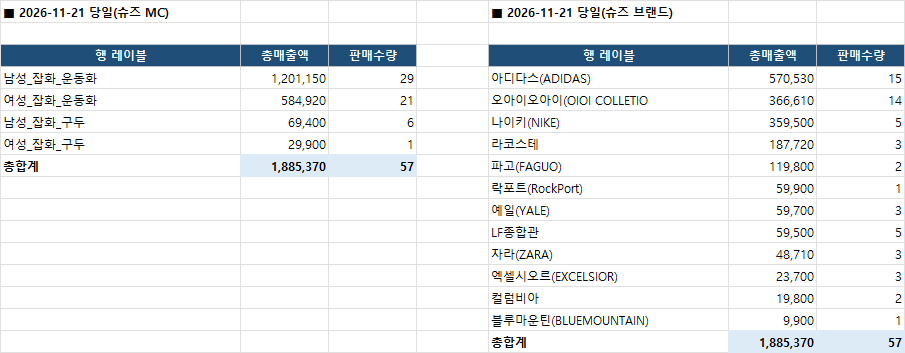 ■ 2026-11-21 당일(슈즈 MC)
행 레이블 총매출액 판매수량
남성_잡화_운동화 1,201,150 29
여성_잡화_운동화 584,920 21
남성_잡화_구두 69,400 6
여성_잡화_구두 29,900 1
총합계 1,885,370 57
■ 2026-11-21 당일(슈즈 브랜드)
행 레이블 총매출액 판매수량
아디다스(ADIDAS) 570,530 15
오아이오아이(OIOI COLLETIO 366,610 14
나이키(NIKE) 359,500 5
라코스테 187,720 3
파고(FAGUO) 119,800 2
락포트(RockPort) 59,900 1
예일(YALE) 59,700 3
LF종합관 59,500 5
자라(ZARA) 48,710 3
엑셀시오르(EXCELSIOR) 23,700 3
컬럼비아 19,800 2
블루마운틴(BLUEMOUNTAIN) 9,900 1
총합계 1,885,370 57